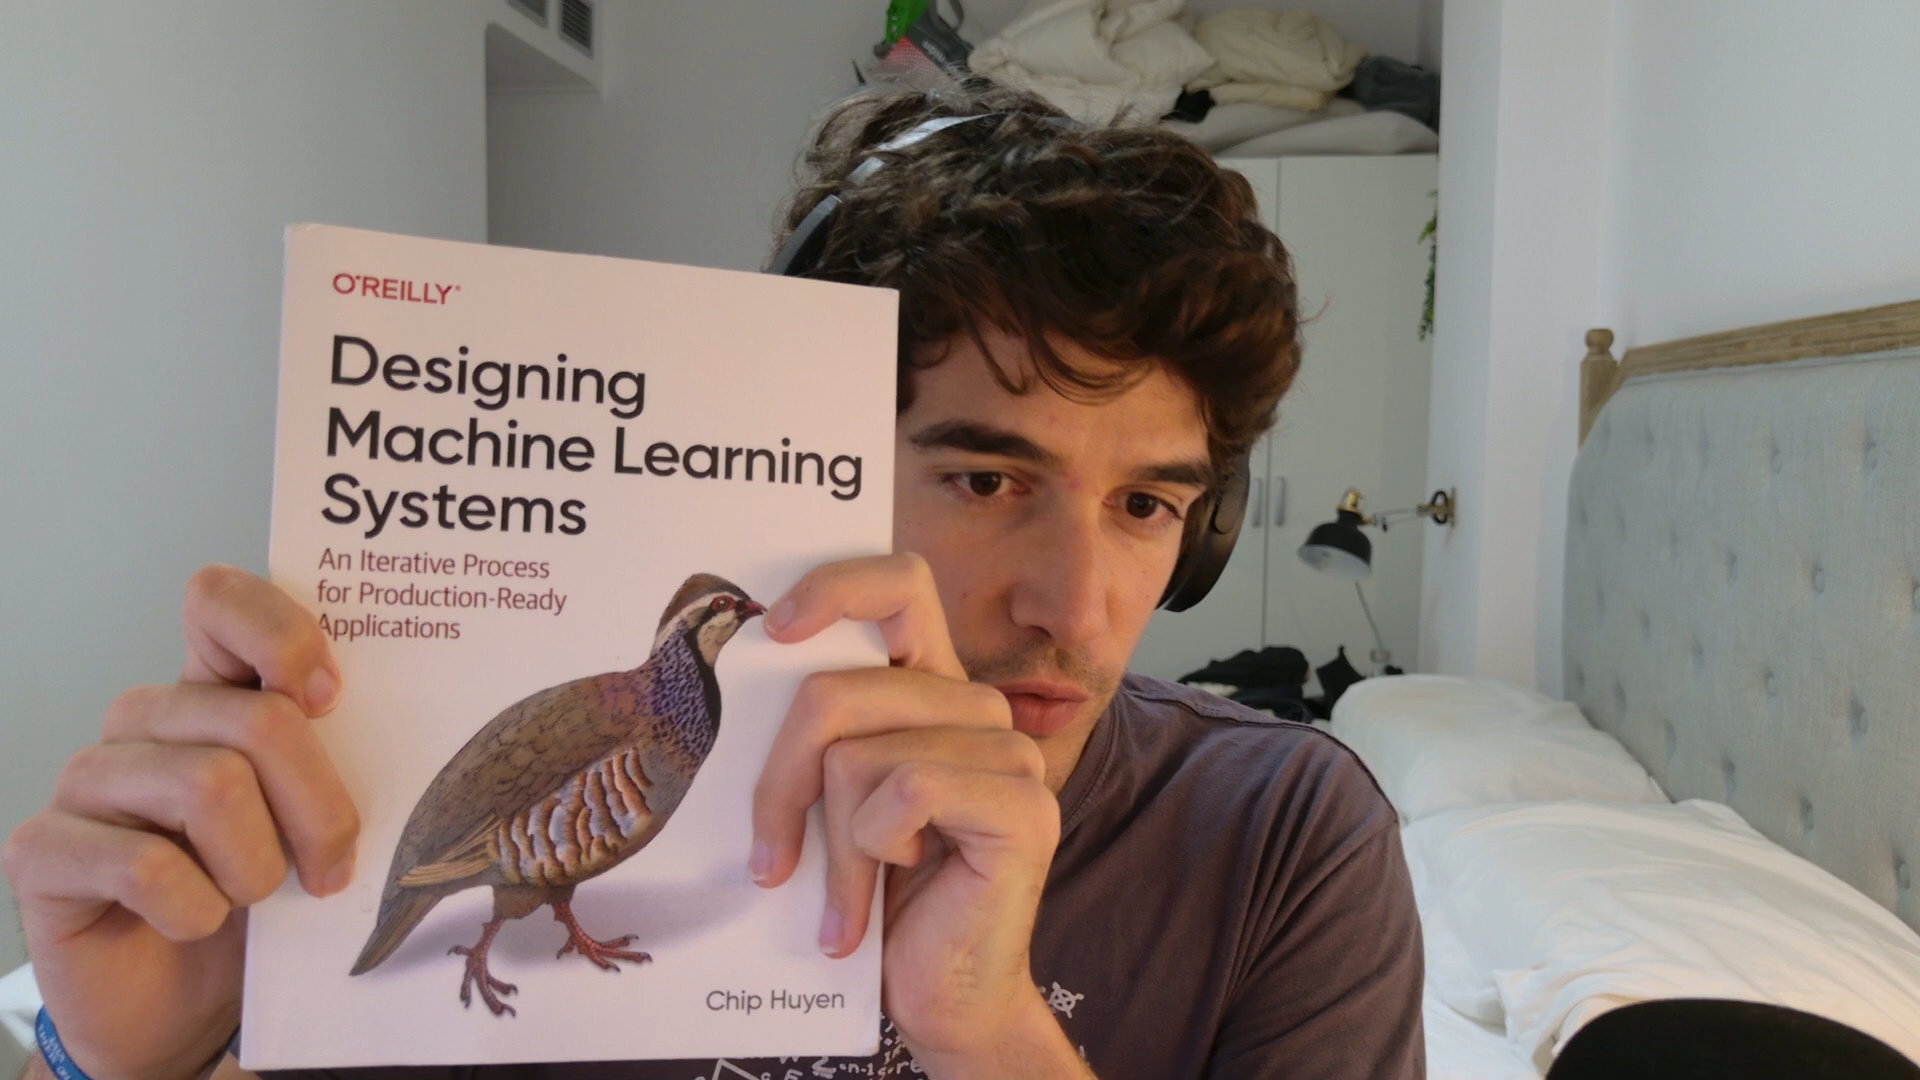 O'REILLY®
Designing
Machine Learning
Systems
An Iterative Process
for Production-Ready
Applications
Chip Huyen